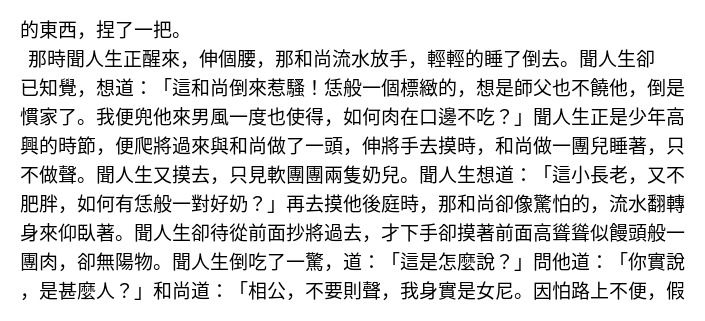 的東西，捏了一把。
那時聞人生正醒來，伸個腰，那和尚流水放手，輕輕的睡了倒去。聞人生卻
已知覺，想道：「這和尚倒來惹騷！恁般一個標緻的，想是師父也不饒他，倒是
慣家了。我便兜他來男風一度也使得，如何肉在口邊不吃？」聞人生正是少年高
興的時節，便爬將過來與和尚做了一頭，伸將手去摸時，和尚做一團兒睡著，只
不做聲。聞人生又摸去，只見軟團團兩隻奶兒。聞人生想道：「這小長老，又不
肥胖，如何有恁般一對好奶？」再去摸他後庭時，那和尚卻像驚怕的，流水翻轉
身來仰臥著。聞人生卻待從前面抄將過去，才下手卻摸著前面高聳聳似饅頭般一
團肉，卻無陽物。聞人生倒吃了一驚，道：「這是怎麼說？」問他道：「你實說
，是甚麼人？」和尚道：「相公，不要則聲，我身實是女尼。因怕路上不便，假